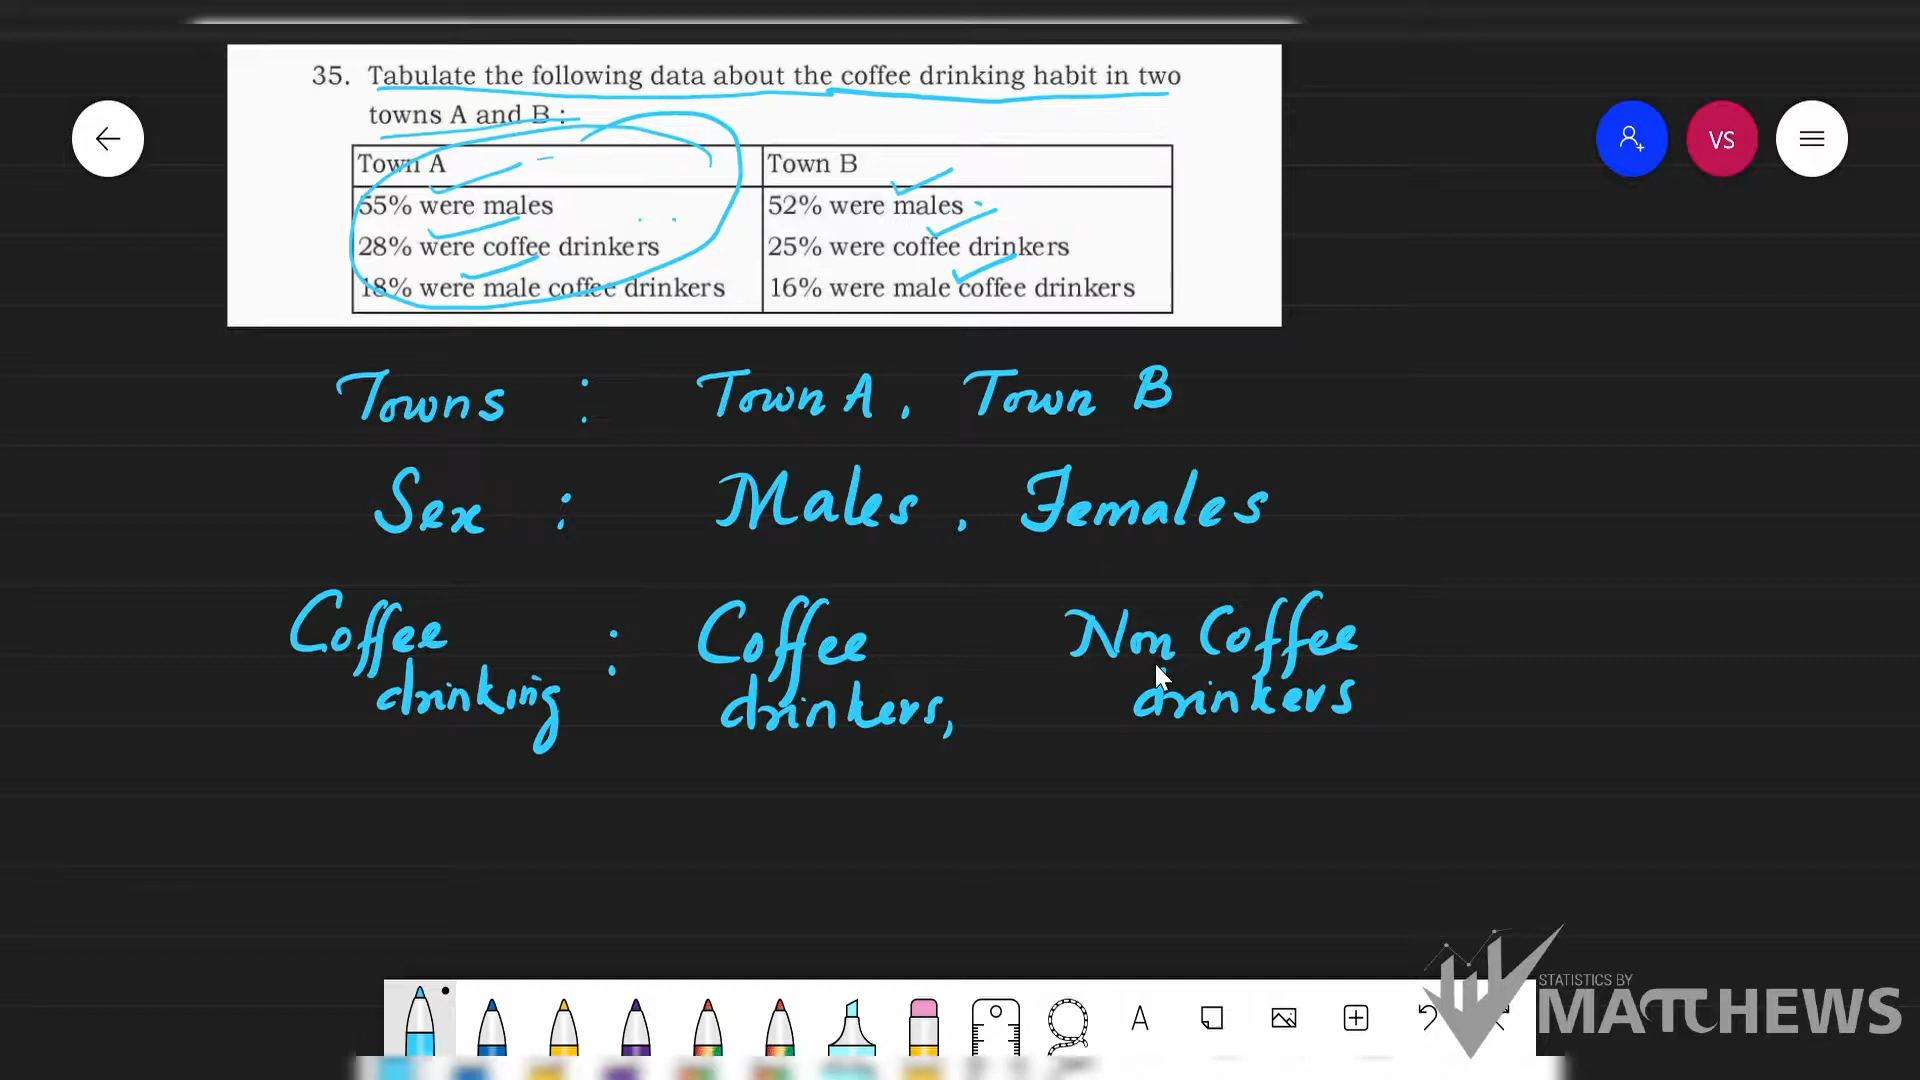 35. Tabulate the following data about the coffee drinking habit in two
towns A and B :
Town A Town B
55% were males 52% were males
28% were coffee drinkers 25% were coffee drinkers
18% were male coffee drinkers 16% were male coffee drinkers
VS
Towns : Town A, Town B
Sex : Males, Females
Coffee drinking : Coffee drinkers, Non Coffee drinkers
A
STATISTICS BY
MATCHEWS